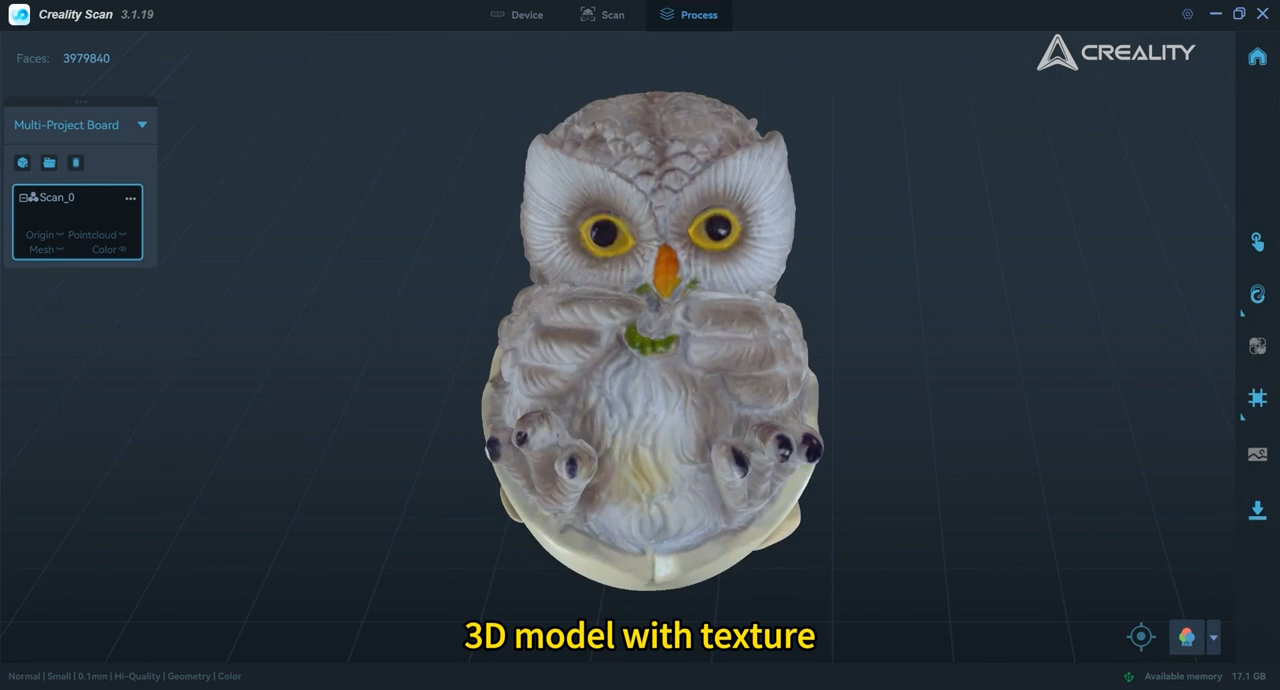 Creality Scan 3.1.19
Device
Scan
Process
Faces: 3979840
CREALITY
Multi-Project Board
Scan_0
Origin Pointcloud
Mesh Color
3D model with texture
Normal | Small | 0.1mm | Hi-Quality | Geometry | Color
Available memory 17.1 GB